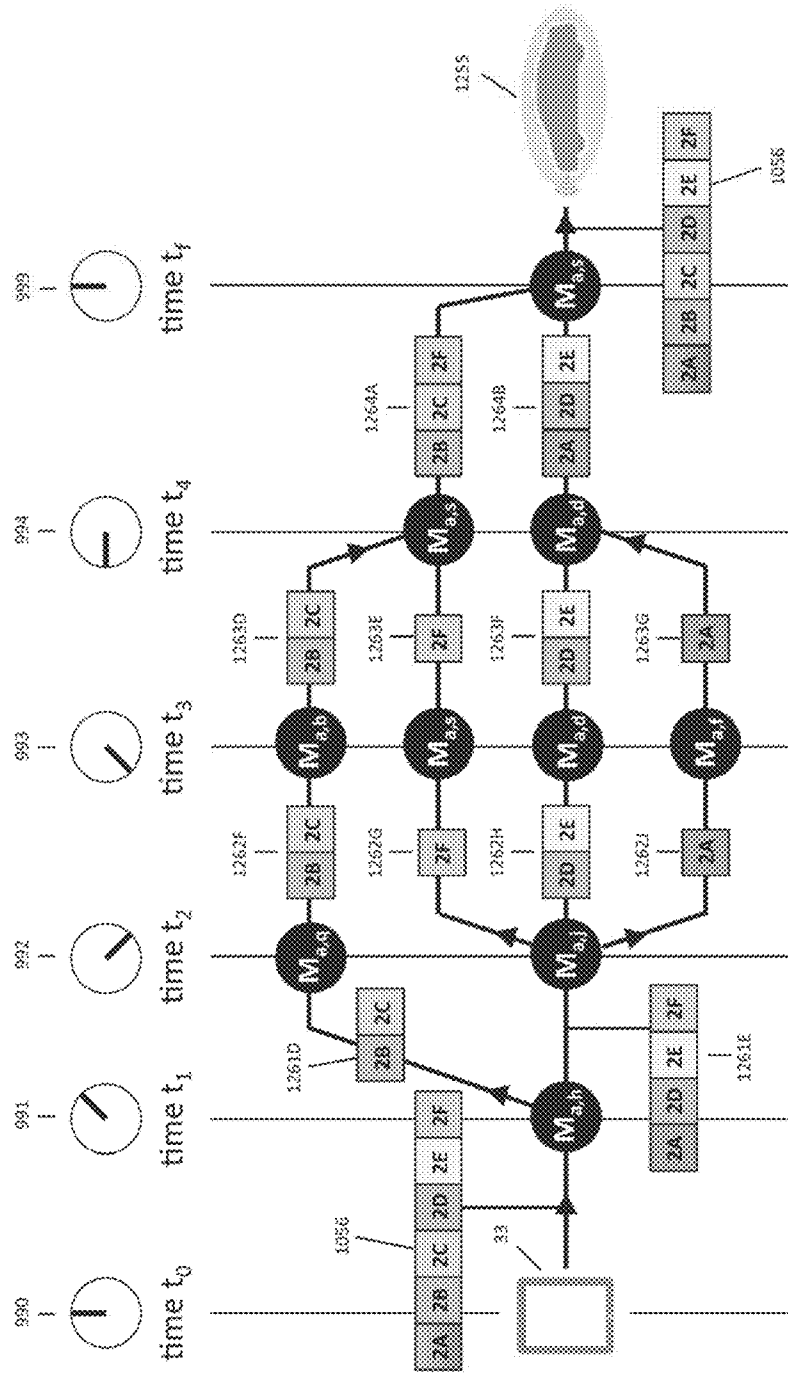 990
991
992
993
994
999
time t0
time t1
time t2
time t3
time t4
time tf
1056
2A 2B 2C 2D 2E 2F
33
Ma,h
1261D
2B 2C
1261E
2A 2D 2E 2F
Ma,q
Ma,j
1262F
2B 2C
1262G
2F
1262H
2D 2E
1262J
2A
Ma,b
Ma,s
Ma,d
Ma,f
1263D
2B 2C
1263E
2F
1263F
2D 2E
1263G
2A
Ma,s
Ma,d
1264A
2B 2C 2F
1264B
2A 2D 2E
Ma,s
1255
2A 2B 2C 2D 2E 2F
1056